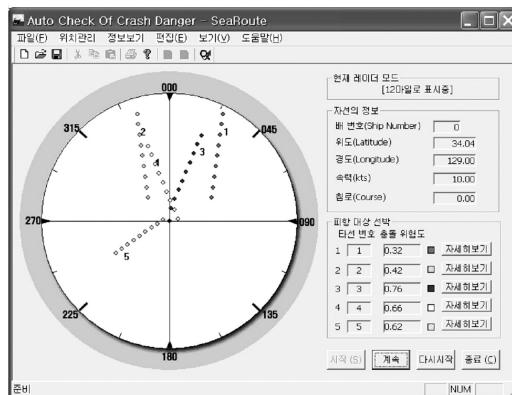 Auto Check Of Crash Danger - SeaRoute
파일(F) 위치관리 정보보기 편집(E) 보기(V) 도움말(H)
현재 레이더 모드
[12마일로 표시중]
자선의 정보
배 번호(Ship Number) 0
위도(Latitude) 34.04
경도(Longitude) 129.00
속력(kts) 10.00
침로(Course) 0.00
피항 대상 선박
타선 번호 충돌 위험도
1 1 0.32 자세히보기
2 2 0.42 자세히보기
3 3 0.76 자세히보기
4 4 0.66 자세히보기
5 5 0.62 자세히보기
시작 (S) 계속 다시시작 종료 (C)
000
315 045
2 1
4 3
270 090
5
225 135
180
준비 NUM